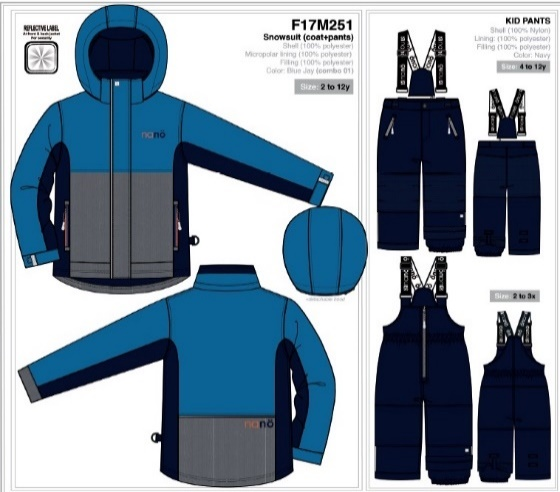 REFLECTIVE LABEL
For security
F17M251
Snowsuit (coat+pants)
Shell (100% polyester)
Micropolar lining (100% polyester)
Filling (100% polyester)
Color: Blue Jay (combo 01)
Size: 2 to 12y
nanö
nanö
KID PANTS
Shell (100% Nylon)
Lining: (100% polyester)
Filling (100% polyester)
Color: Navy
Size: 4 to 12y
Size: 2 to 3x